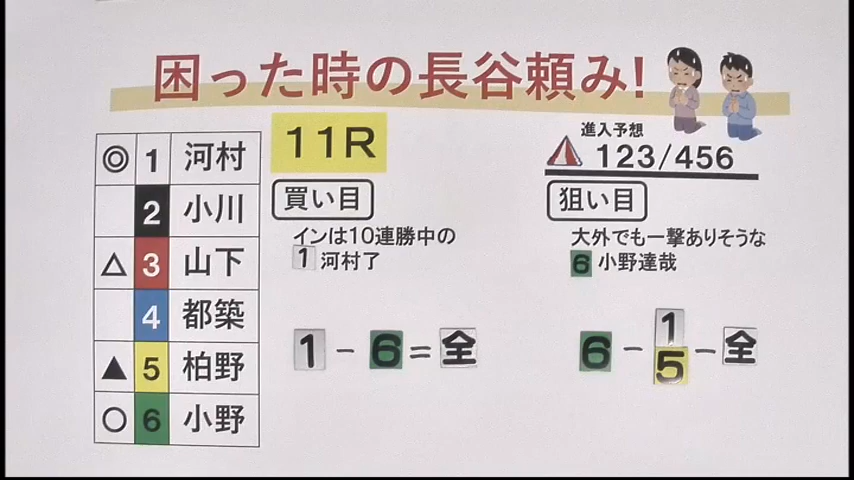 困った時の長谷頼み!
◎ 1 河村
2 小川
△ 3 山下
4 都築
▲ 5 柏野
○ 6 小野
11R
買い目
インは10連勝中の
1 河村了
1-6=全
進入予想
123/456
狙い目
大外でも一撃ありそうな
6 小野達哉
6-1 5-全